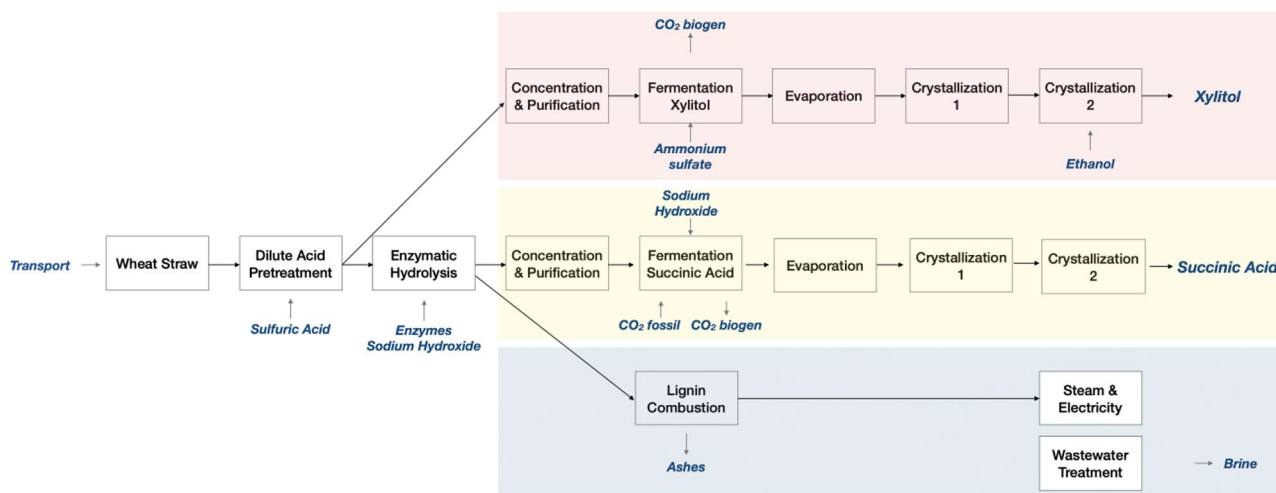 CO₂ biogen
Concentration
& Purification
Fermentation
Xylitol
Evaporation
Crystallization
1
Crystallization
2
Xylitol
Ammonium
sulfate
Ethanol
Sodium
Hydroxide
Transport
Wheat Straw
Dilute Acid
Pretreatment
Enzymatic
Hydrolysis
Concentration
& Purification
Fermentation
Succinic Acid
Evaporation
Crystallization
1
Crystallization
2
Succinic Acid
Sulfuric Acid
Enzymes
Sodium Hydroxide
CO₂ fossil
CO₂ biogen
Lignin
Combustion
Steam &
Electricity
Ashes
Wastewater
Treatment
Brine